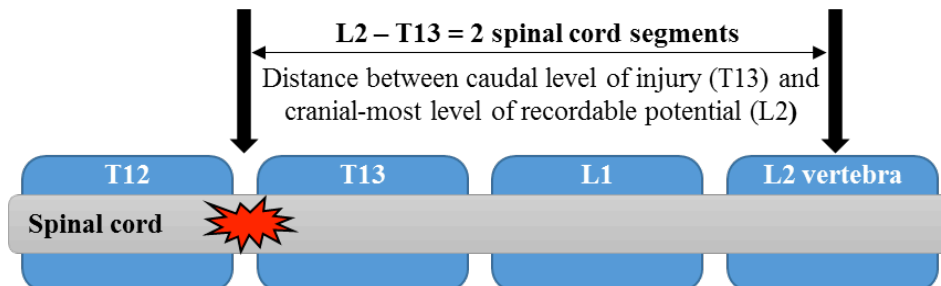 L2 – T13 = 2 spinal cord segments
Distance between caudal level of injury (T13) and
cranial-most level of recordable potential (L2)
T12 T13 L1 L2 vertebra
Spinal cord